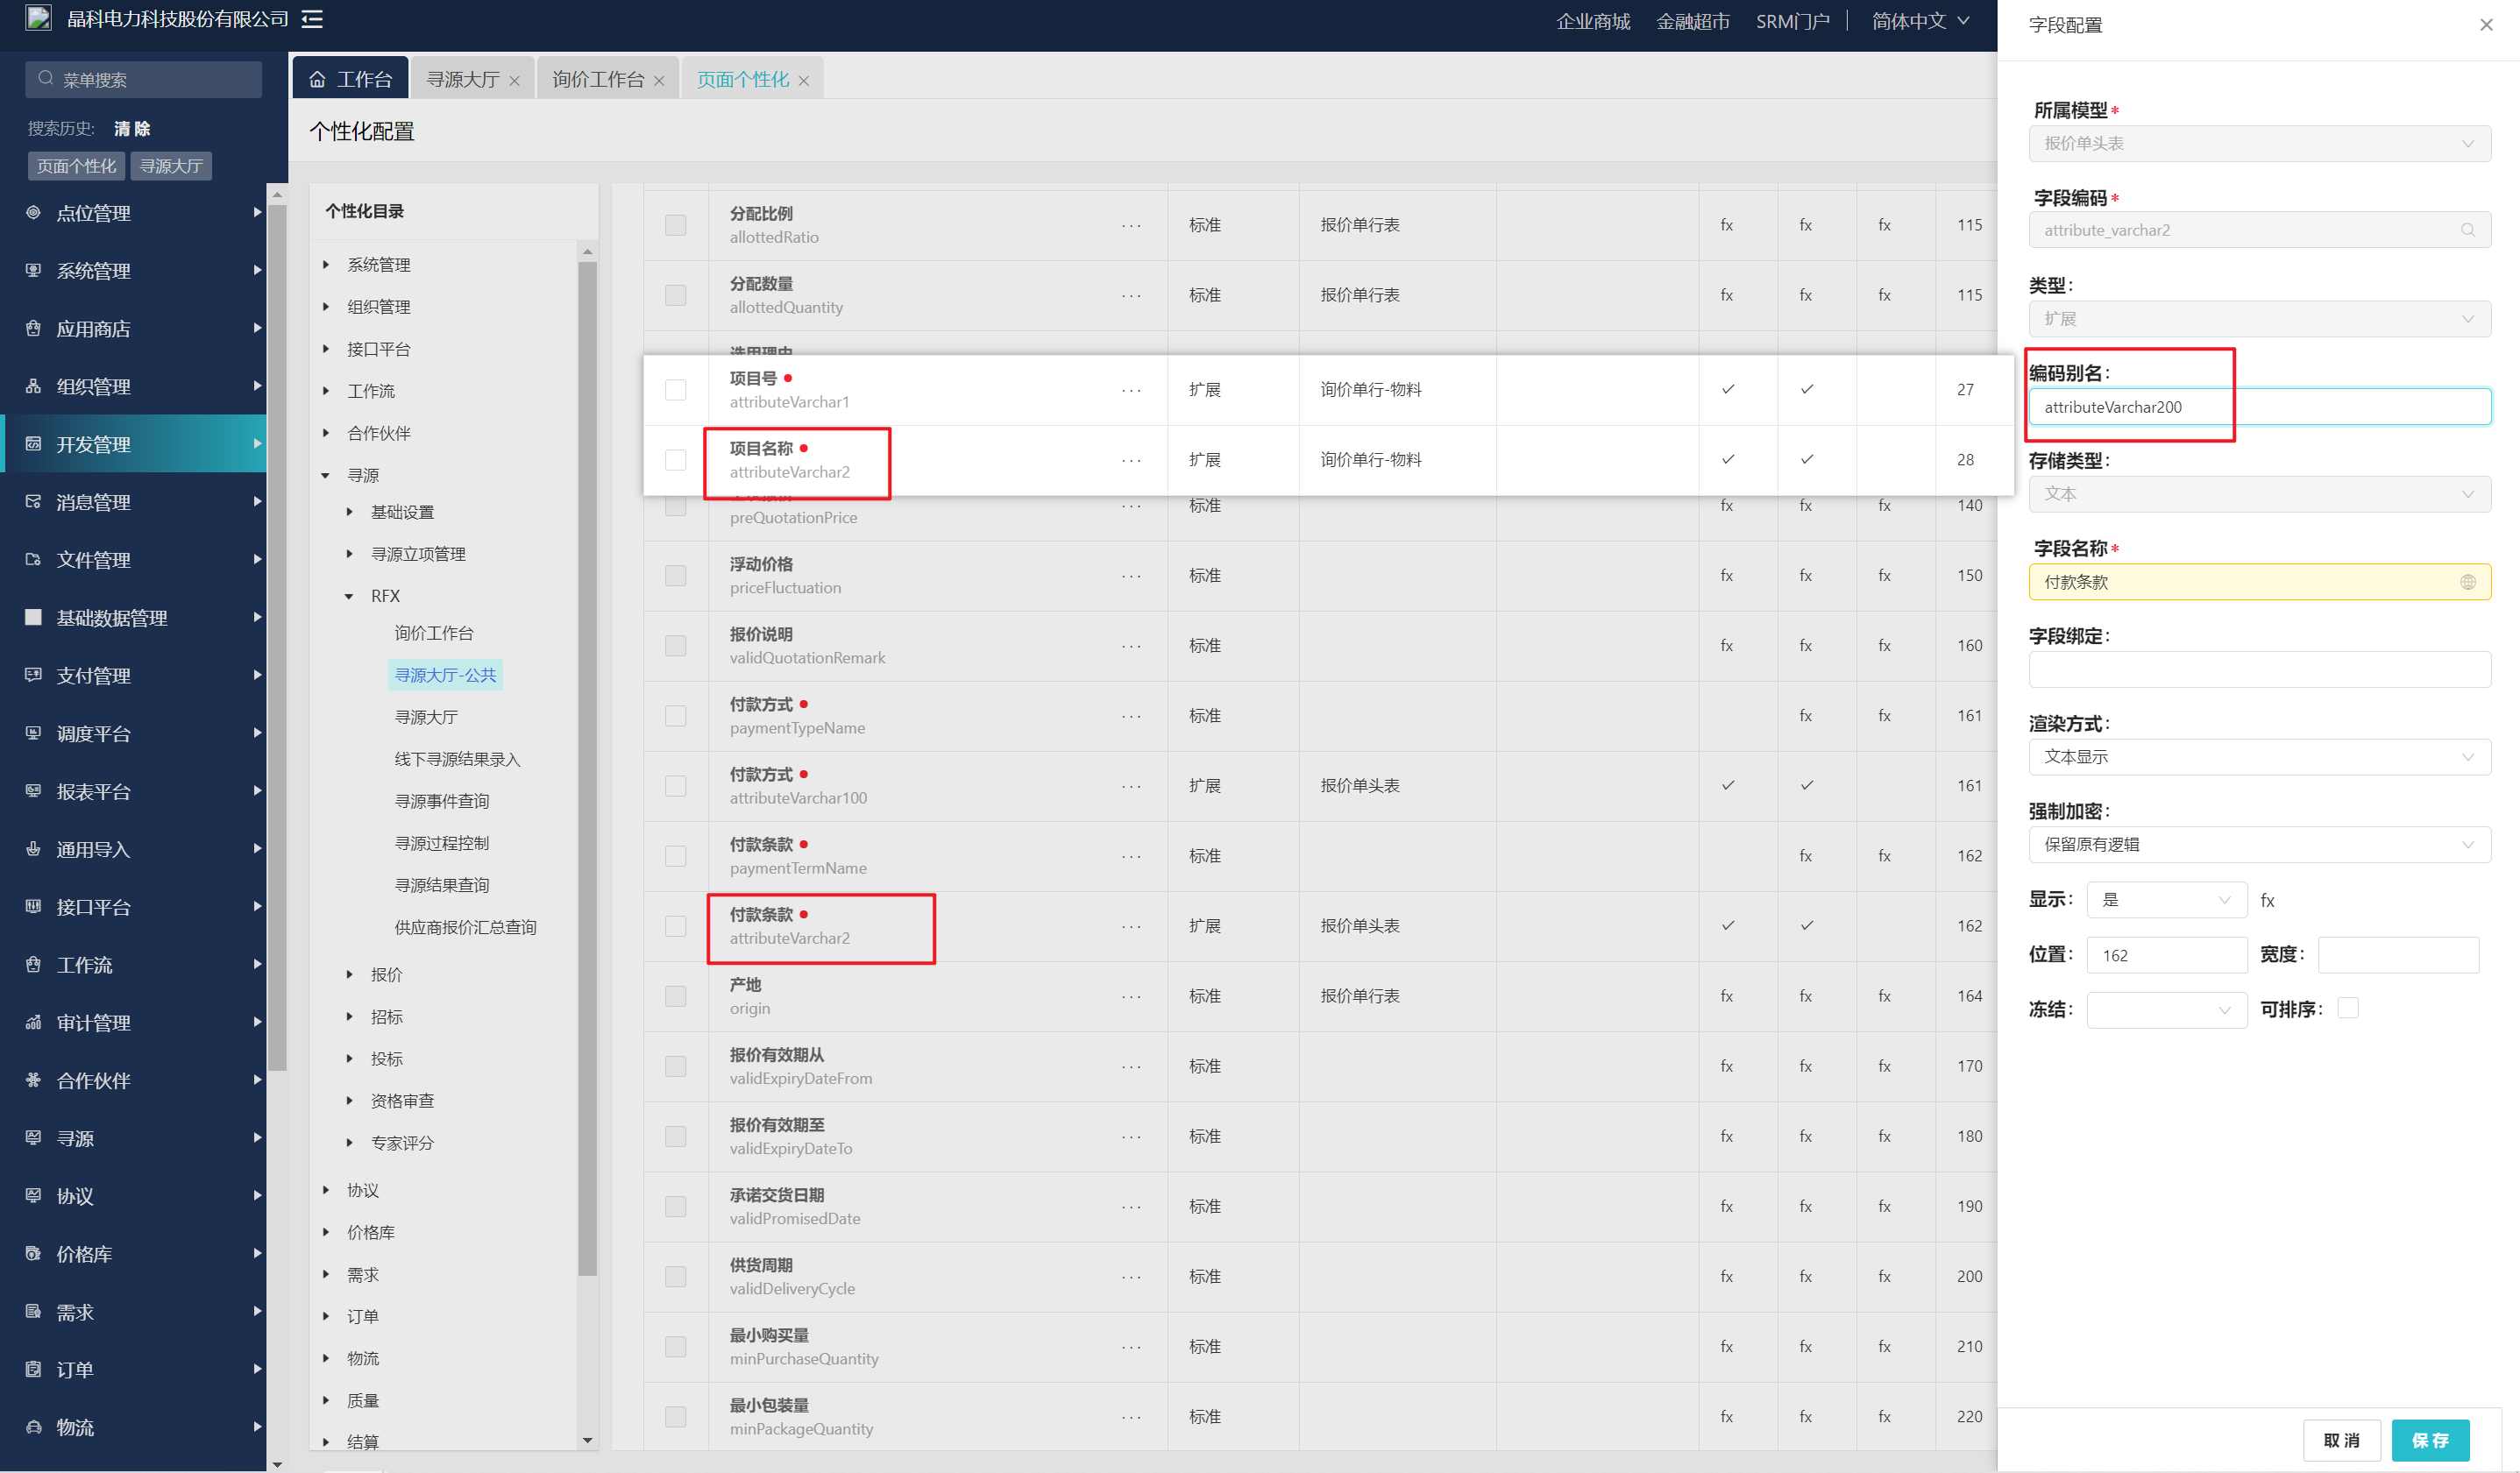 晶科电力科技股份有限公司
企业商城 金融超市 SRM门户 简体中文
菜单搜索
搜索历史: 清 除
页面个性化 寻源大厅
点位管理
系统管理
应用商店
组织管理
开发管理
消息管理
文件管理
基础数据管理
支付管理
调度平台
报表平台
通用导入
接口平台
工作流
审计管理
合作伙伴
寻源
协议
价格库
需求
订单
物流
工作台 寻源大厅 询价工作台 页面个性化
个性化配置
个性化目录
系统管理
组织管理
接口平台
工作流
合作伙伴
寻源
基础设置
寻源立项管理
RFX
询价工作台
寻源大厅-公共
寻源大厅
线下寻源结果录入
寻源事件查询
寻源过程控制
寻源结果查询
供应商报价汇总查询
报价
招标
投标
资格审查
专家评分
协议
价格库
需求
订单
物流
质量
结算
分配比例
allottedRatio ··· 标准 报价单行表 fx fx fx 115
分配数量
allottedQuantity ··· 标准 报价单行表 fx fx fx 115
选用理由
项目号
attributeVarchar1 ··· 扩展 询价单行-物料 27
项目名称
attributeVarchar2 ··· 扩展 询价单行-物料 28
preQuotationPrice ··· 标准 fx fx fx 140
浮动价格
priceFluctuation ··· 标准 fx fx fx 150
报价说明
validQuotationRemark ··· 标准 fx fx fx 160
付款方式
paymentTypeName ··· 标准 fx fx 161
付款方式
attributeVarchar100 ··· 扩展 报价单头表 161
付款条款
paymentTermName ··· 标准 fx fx 162
付款条款
attributeVarchar2 ··· 扩展 报价单头表 162
产地
origin ··· 标准 报价单行表 fx fx fx 164
报价有效期从
validExpiryDateFrom ··· 标准 fx fx fx 170
报价有效期至
validExpiryDateTo ··· 标准 fx fx fx 180
承诺交货日期
validPromisedDate ··· 标准 fx fx fx 190
供货周期
validDeliveryCycle ··· 标准 fx fx fx 200
最小购买量
minPurchaseQuantity ··· 标准 fx fx fx 210
最小包装量
minPackageQuantity ··· 标准 fx fx fx 220
字段配置
所属模型*
报价单头表
字段编码*
attribute_varchar2
类型:
扩展
编码别名:
attributeVarchar200
存储类型:
文本
字段名称*
付款条款
字段绑定:
渲染方式:
文本显示
强制加密:
保留原有逻辑
显示: 是 fx
位置: 162 宽度:
冻结: 可排序:
取 消 保 存